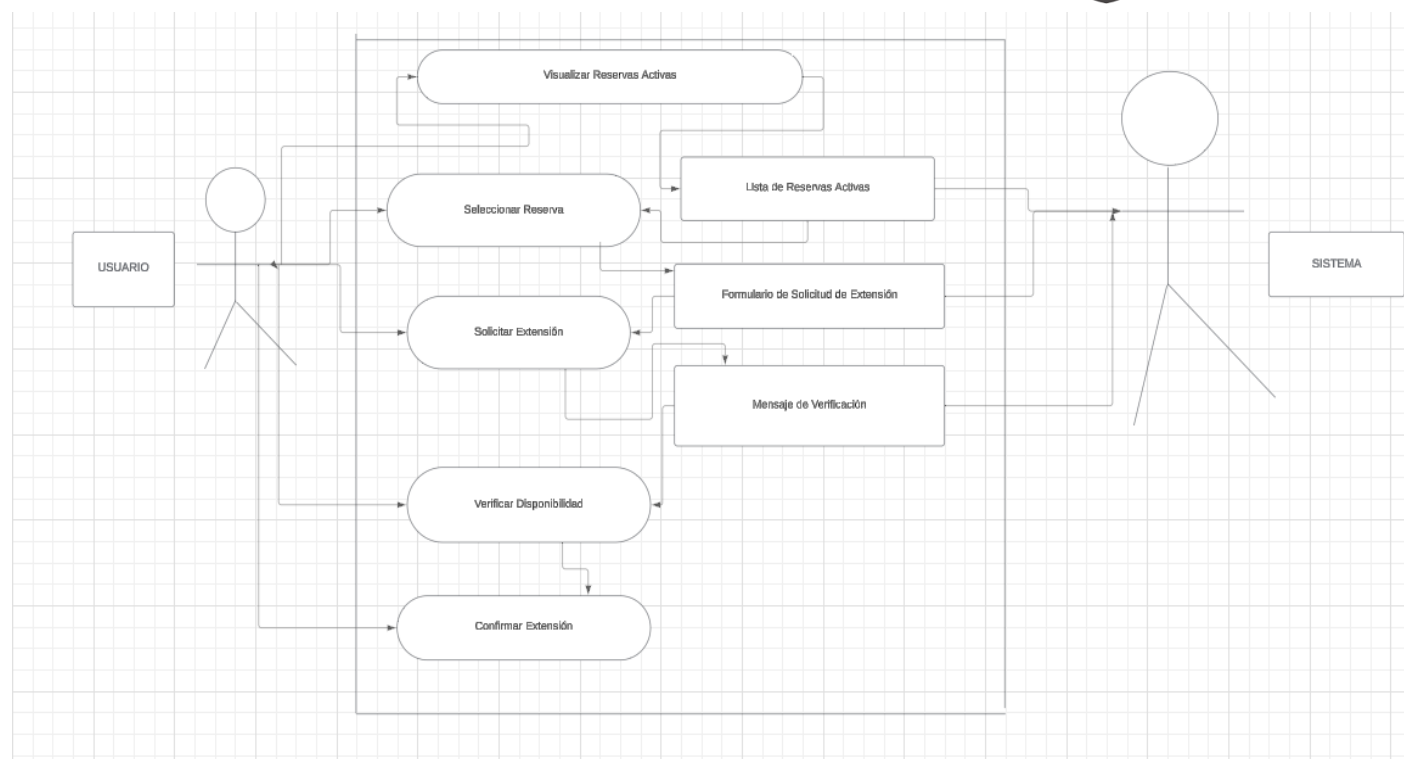 Visualizar Reservas Activas
Lista de Reservas Activas
Seleccionar Reserva
USUARIO
SISTEMA
Formulario de Solicitud de Extensión
Solicitar Extensión
Mensaje de Verificación
Verificar Disponibilidad
Confirmar Extensión